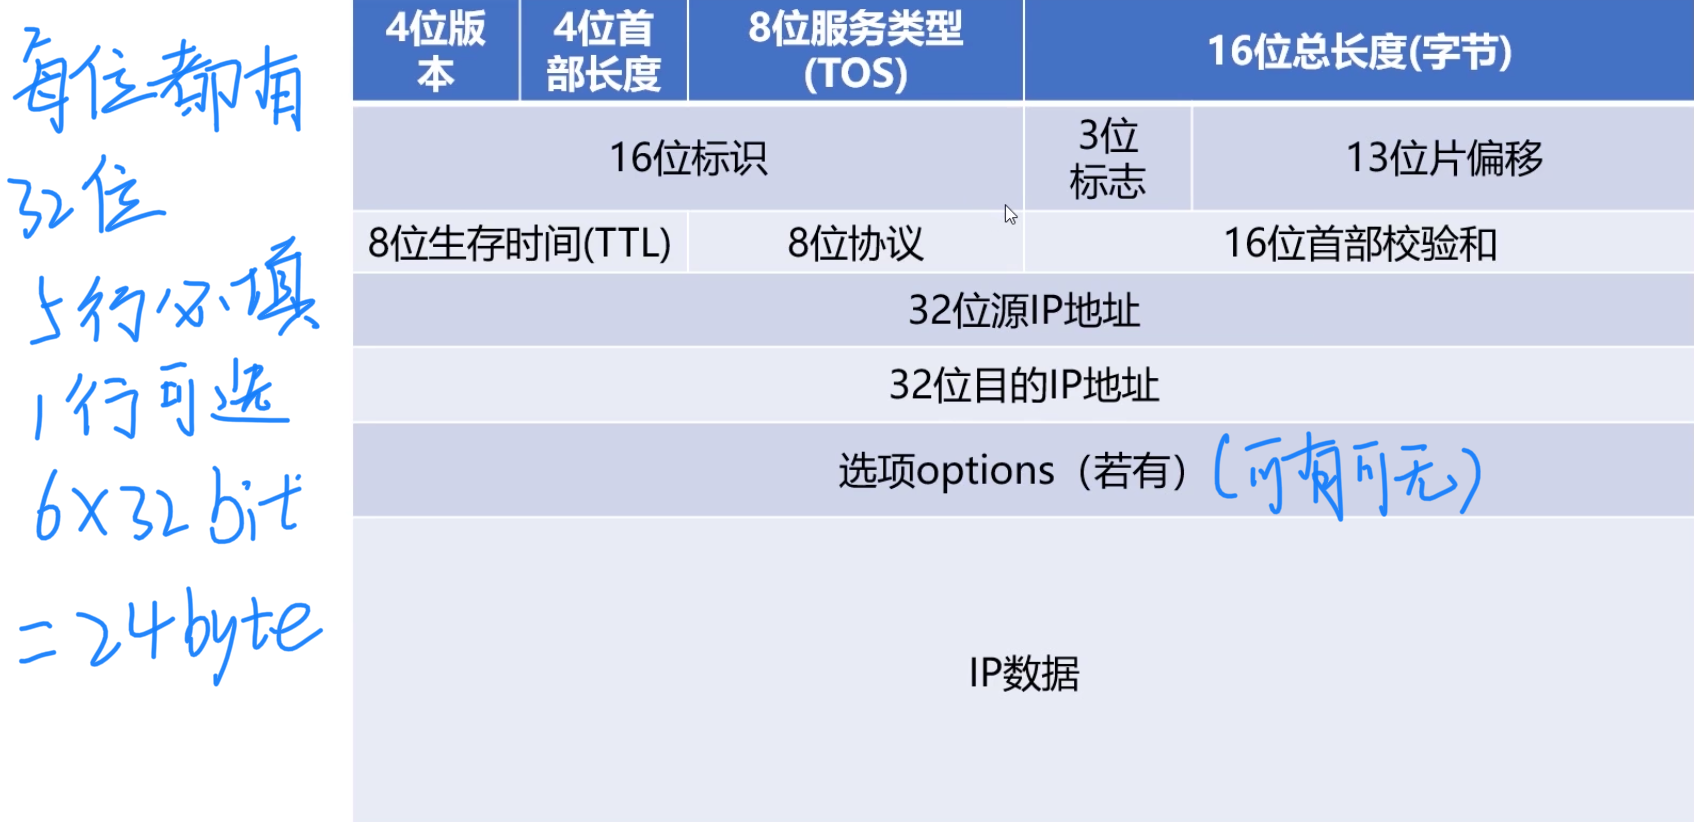 每位都有
32位
5行必填
1行可选
6×32bit
=24byte
4位版本
4位首部长度
8位服务类型
(TOS)
16位总长度(字节)
16位标识
3位
标志
13位片偏移
8位生存时间(TTL)
8位协议
16位首部校验和
32位源IP地址
32位目的IP地址
选项options（若有）(可有可无)
IP数据